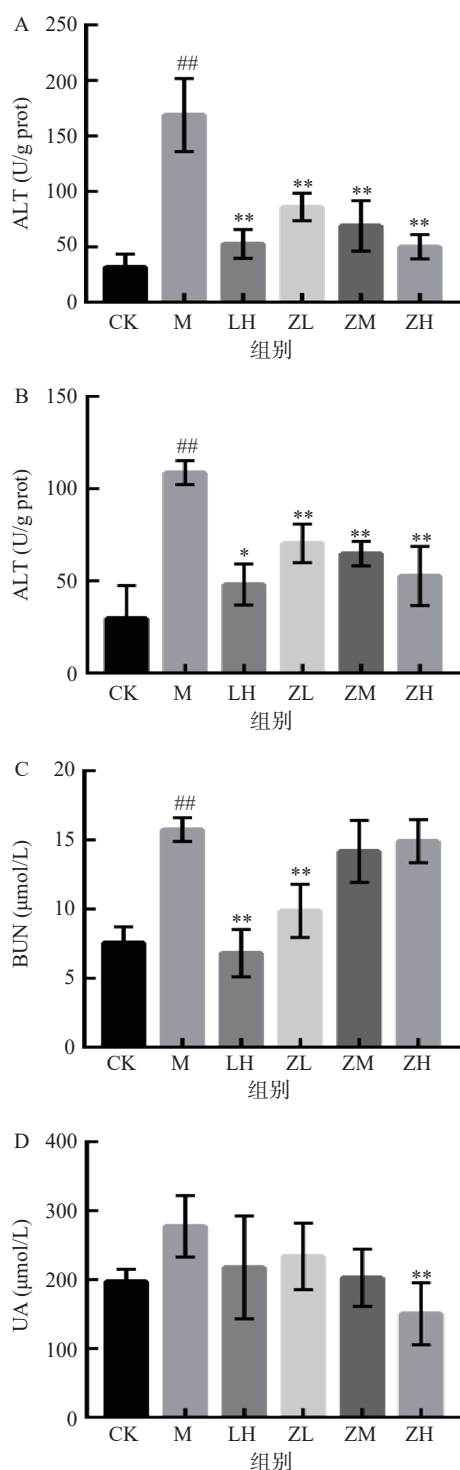 A
ALT (U/g prot)
250
200
150
100
50
0
##
**
**
**
**
CK M LH ZL ZM ZH
组别
B
ALT (U/g prot)
150
100
50
0
##
*
**
**
**
CK M LH ZL ZM ZH
组别
C
BUN (μmol/L)
20
15
10
5
0
##
**
**
CK M LH ZL ZM ZH
组别
D
UA (μmol/L)
400
300
200
100
0
**
CK M LH ZL ZM ZH
组别